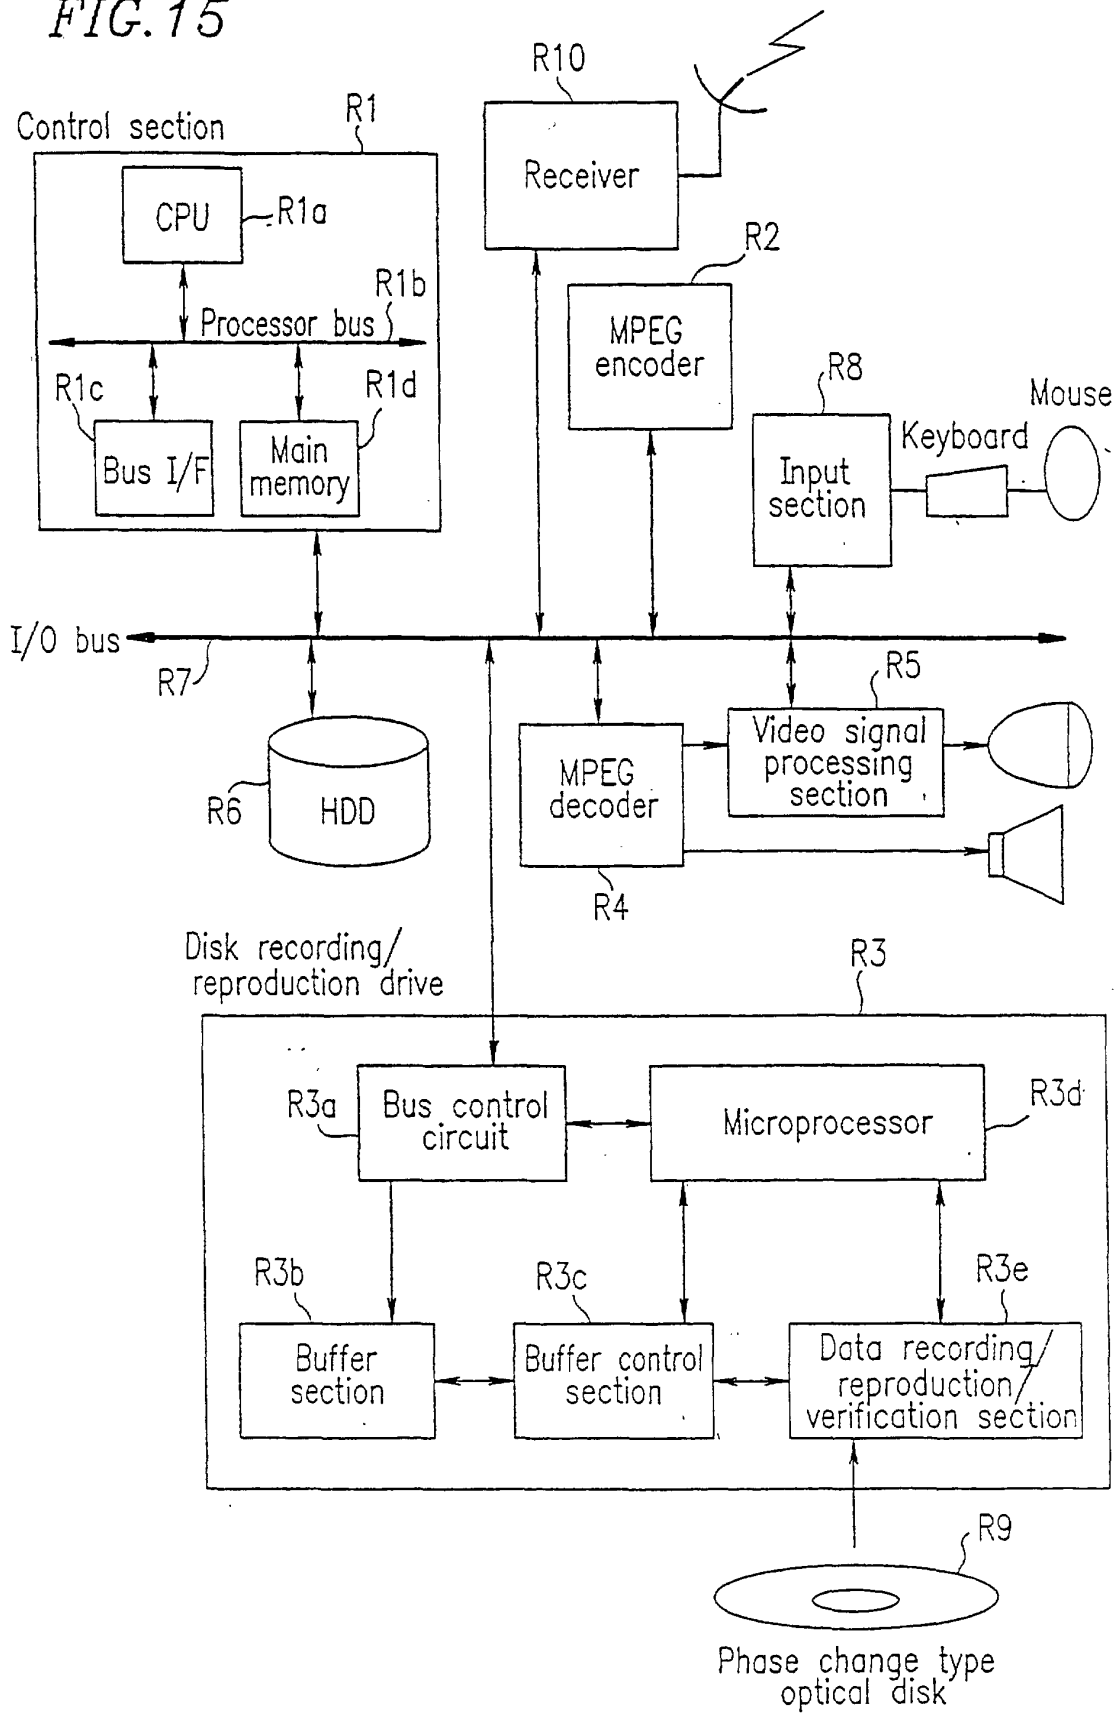 FIG.15
R10
Receiver
Control section
R1
CPU
R1a
R1b
Processor bus
R1c
R1d
Bus I/F
Main
memory
R2
MPEG
encoder
R8
Input
section
Keyboard
Mouse
I/O bus
R7
R6
HDD
MPEG
decoder
R4
R5
Video signal
processing
section
Disk recording/
reproduction drive
R3
R3a
Bus control
circuit
Microprocessor
R3d
R3b
Buffer
section
R3c
Buffer control
section
R3e
Data recording/
reproduction/
verification section
R9
Phase change type
optical disk